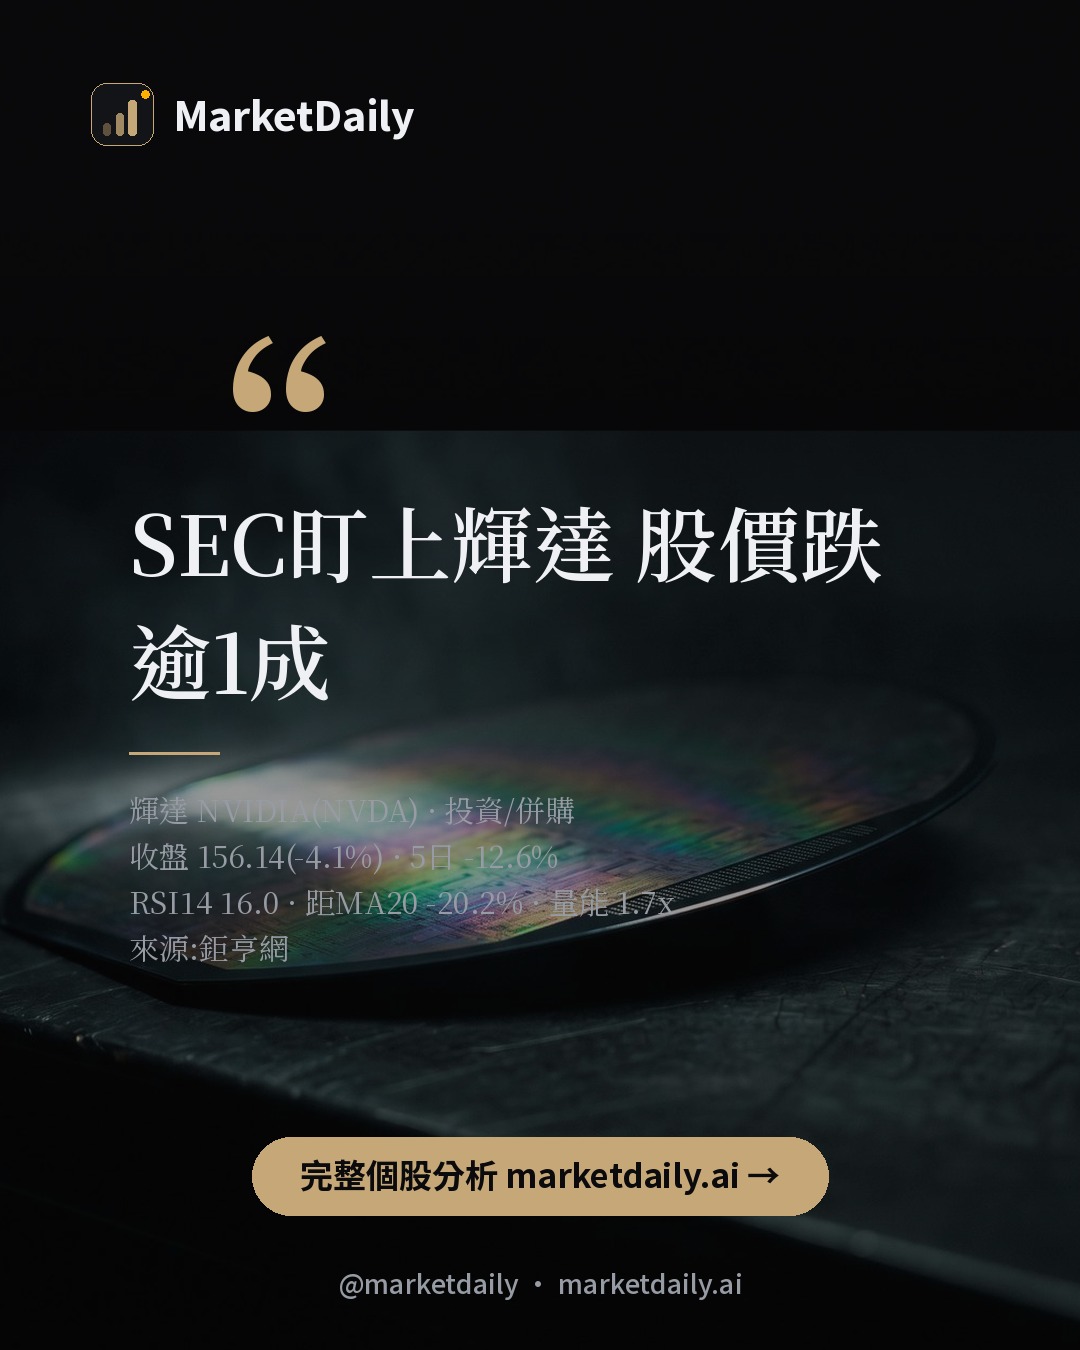 MarketDaily
“
SEC盯上輝達 股價跌
逾1成
輝達 NVIDIA(NVDA) · 投資/併購
收盤 156.14(-4.1%) · 5日 -12.6%
RSI14 16.0 · 距MA20 -20.2% · 量能 1.7x
來源:鉅亨網
完整個股分析 marketdaily.ai →
@marketdaily · marketdaily.ai